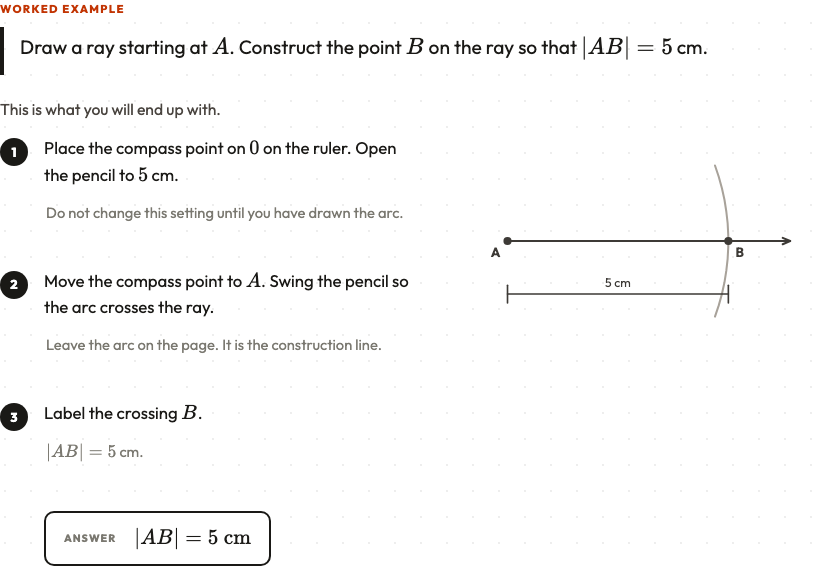 WORKED EXAMPLE
Draw a ray starting at A. Construct the point B on the ray so that |AB| = 5 cm.
This is what you will end up with.
1
Place the compass point on 0 on the ruler. Open
the pencil to 5 cm.
Do not change this setting until you have drawn the arc.
2
Move the compass point to A. Swing the pencil so
the arc crosses the ray.
Leave the arc on the page. It is the construction line.
3
Label the crossing B.
|AB| = 5 cm.
ANSWER |AB| = 5 cm
A
B
5 cm